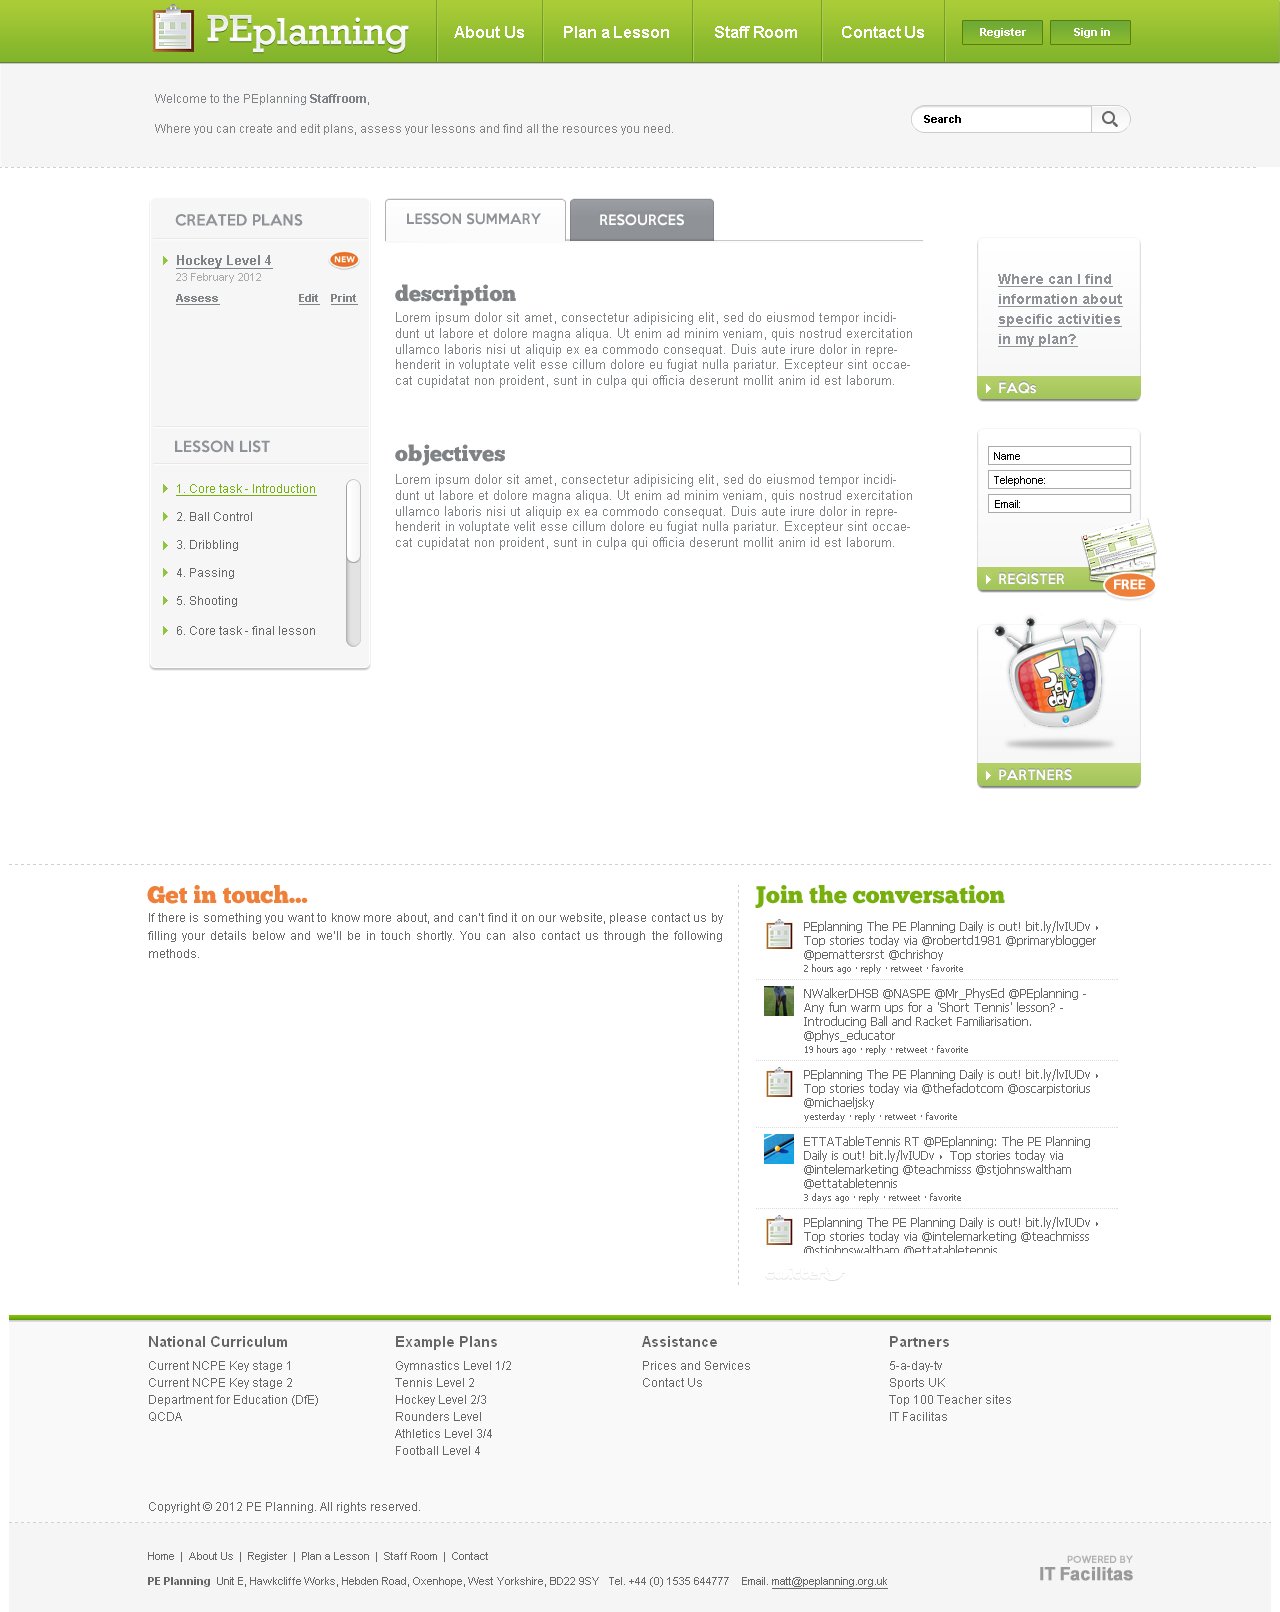 PEplanning
About Us
Plan a Lesson
Staff Room
Contact Us
Register
Sign in
Welcome to the PEplanning Staffroom,
Where you can create and edit plans, assess your lessons and find all the resources you need.
Search
CREATED PLANS
Hockey Level 4
NEW
23 February 2012
Assess Edit Print
LESSON LIST
1. Core task - Introduction
2. Ball Control
3. Dribbling
4. Passing
5. Shooting
6. Core task - final lesson
LESSON SUMMARY
RESOURCES
description
Lorem ipsum dolor sit amet, consectetur adipisicing elit, sed do eiusmod tempor incidi-
dunt ut labore et dolore magna aliqua. Ut enim ad minim veniam, quis nostrud exercitation
ullamco laboris nisi ut aliquip ex ea commodo consequat. Duis aute irure dolor in repre-
henderit in voluptate velit esse cillum dolore eu fugiat nulla pariatur. Excepteur sint occae-
cat cupidatat non proident, sunt in culpa qui officia deserunt mollit anim id est laborum.
objectives
Lorem ipsum dolor sit amet, consectetur adipisicing elit, sed do eiusmod tempor incidi-
dunt ut labore et dolore magna aliqua. Ut enim ad minim veniam, quis nostrud exercitation
ullamco laboris nisi ut aliquip ex ea commodo consequat. Duis aute irure dolor in repre-
henderit in voluptate velit esse cillum dolore eu fugiat nulla pariatur. Excepteur sint occae-
cat cupidatat non proident, sunt in culpa qui officia deserunt mollit anim id est laborum.
Where can I find
information about
specific activities
in my plan?
FAQs
Name
Telephone:
Email:
REGISTER
FREE
TV
5 a day
PARTNERS
Get in touch...
If there is something you want to know more about, and can't find it on our website, please contact us by
filling your details below and we'll be in touch shortly. You can also contact us through the following
methods.
Join the conversation
PEplanning The PE Planning Daily is out! bit.ly/lvIUDv ▸
Top stories today via @robertd1981 @primaryblogger
@pemattersrst @chrishoy
2 hours ago · reply · retweet · favorite
NWalkerDHSB @NASPE @Mr_PhysEd @PEplanning -
Any fun warm ups for a 'Short Tennis' lesson? -
Introducing Ball and Racket Familiarisation.
@phys_educator
19 hours ago · reply · retweet · favorite
PEplanning The PE Planning Daily is out! bit.ly/lvIUDv ▸
Top stories today via @thefadotcom @oscarpistorius
@michaeljsky
yesterday · reply · retweet · favorite
ETTATableTennis RT @PEplanning: The PE Planning
Daily is out! bit.ly/lvIUDv ▸ Top stories today via
@intelemarketing @teachmisss @stjohnswaltham
@ettatabletennis
3 days ago · reply · retweet · favorite
PEplanning The PE Planning Daily is out! bit.ly/lvIUDv ▸
Top stories today via @intelemarketing @teachmisss
@stjohnswaltham @ettatabletennis
twitter
National Curriculum
Current NCPE Key stage 1
Current NCPE Key stage 2
Department for Education (DfE)
QCDA
Example Plans
Gymnastics Level 1/2
Tennis Level 2
Hockey Level 2/3
Rounders Level
Athletics Level 3/4
Football Level 4
Assistance
Prices and Services
Contact Us
Partners
5-a-day-tv
Sports UK
Top 100 Teacher sites
IT Facilitas
Copyright © 2012 PE Planning. All rights reserved.
Home | About Us | Register | Plan a Lesson | Staff Room | Contact
PE Planning Unit E, Hawkcliffe Works, Hebden Road, Oxenhope, West Yorkshire, BD22 9SY Tel. +44 (0) 1535 644777 Email. matt@peplanning.org.uk
POWERED BY
IT Facilitas